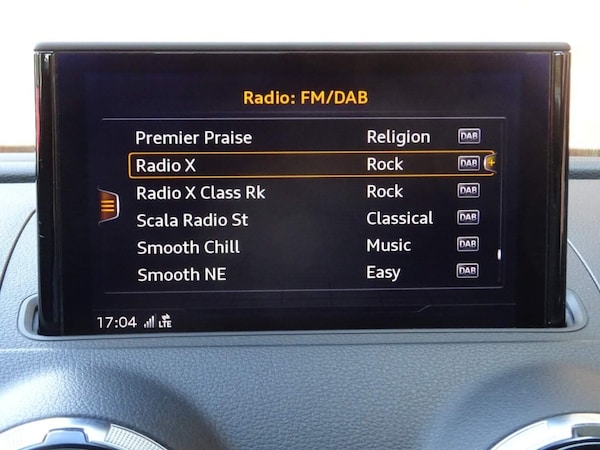 Radio: FM/DAB
Premier Praise Religion DAB
Radio X Rock DAB +
Radio X Class Rk Rock DAB
Scala Radio St Classical DAB
Smooth Chill Music DAB
Smooth NE Easy DAB
17:04 LTE